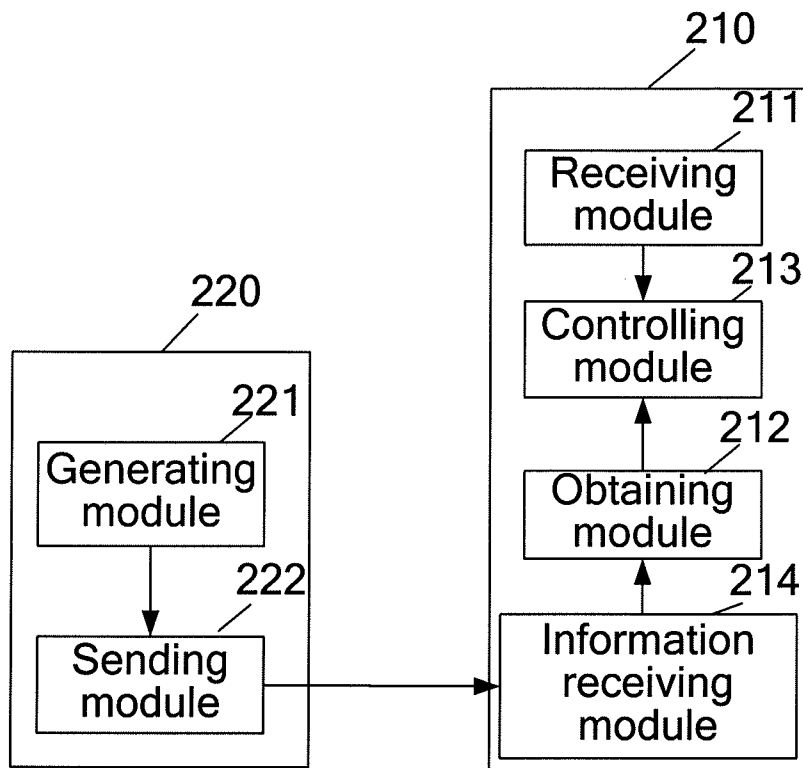 210
211
Receiving
module
213
Controlling
module
212
Obtaining
module
214
Information
receiving
module
220
221
Generating
module
222
Sending
module